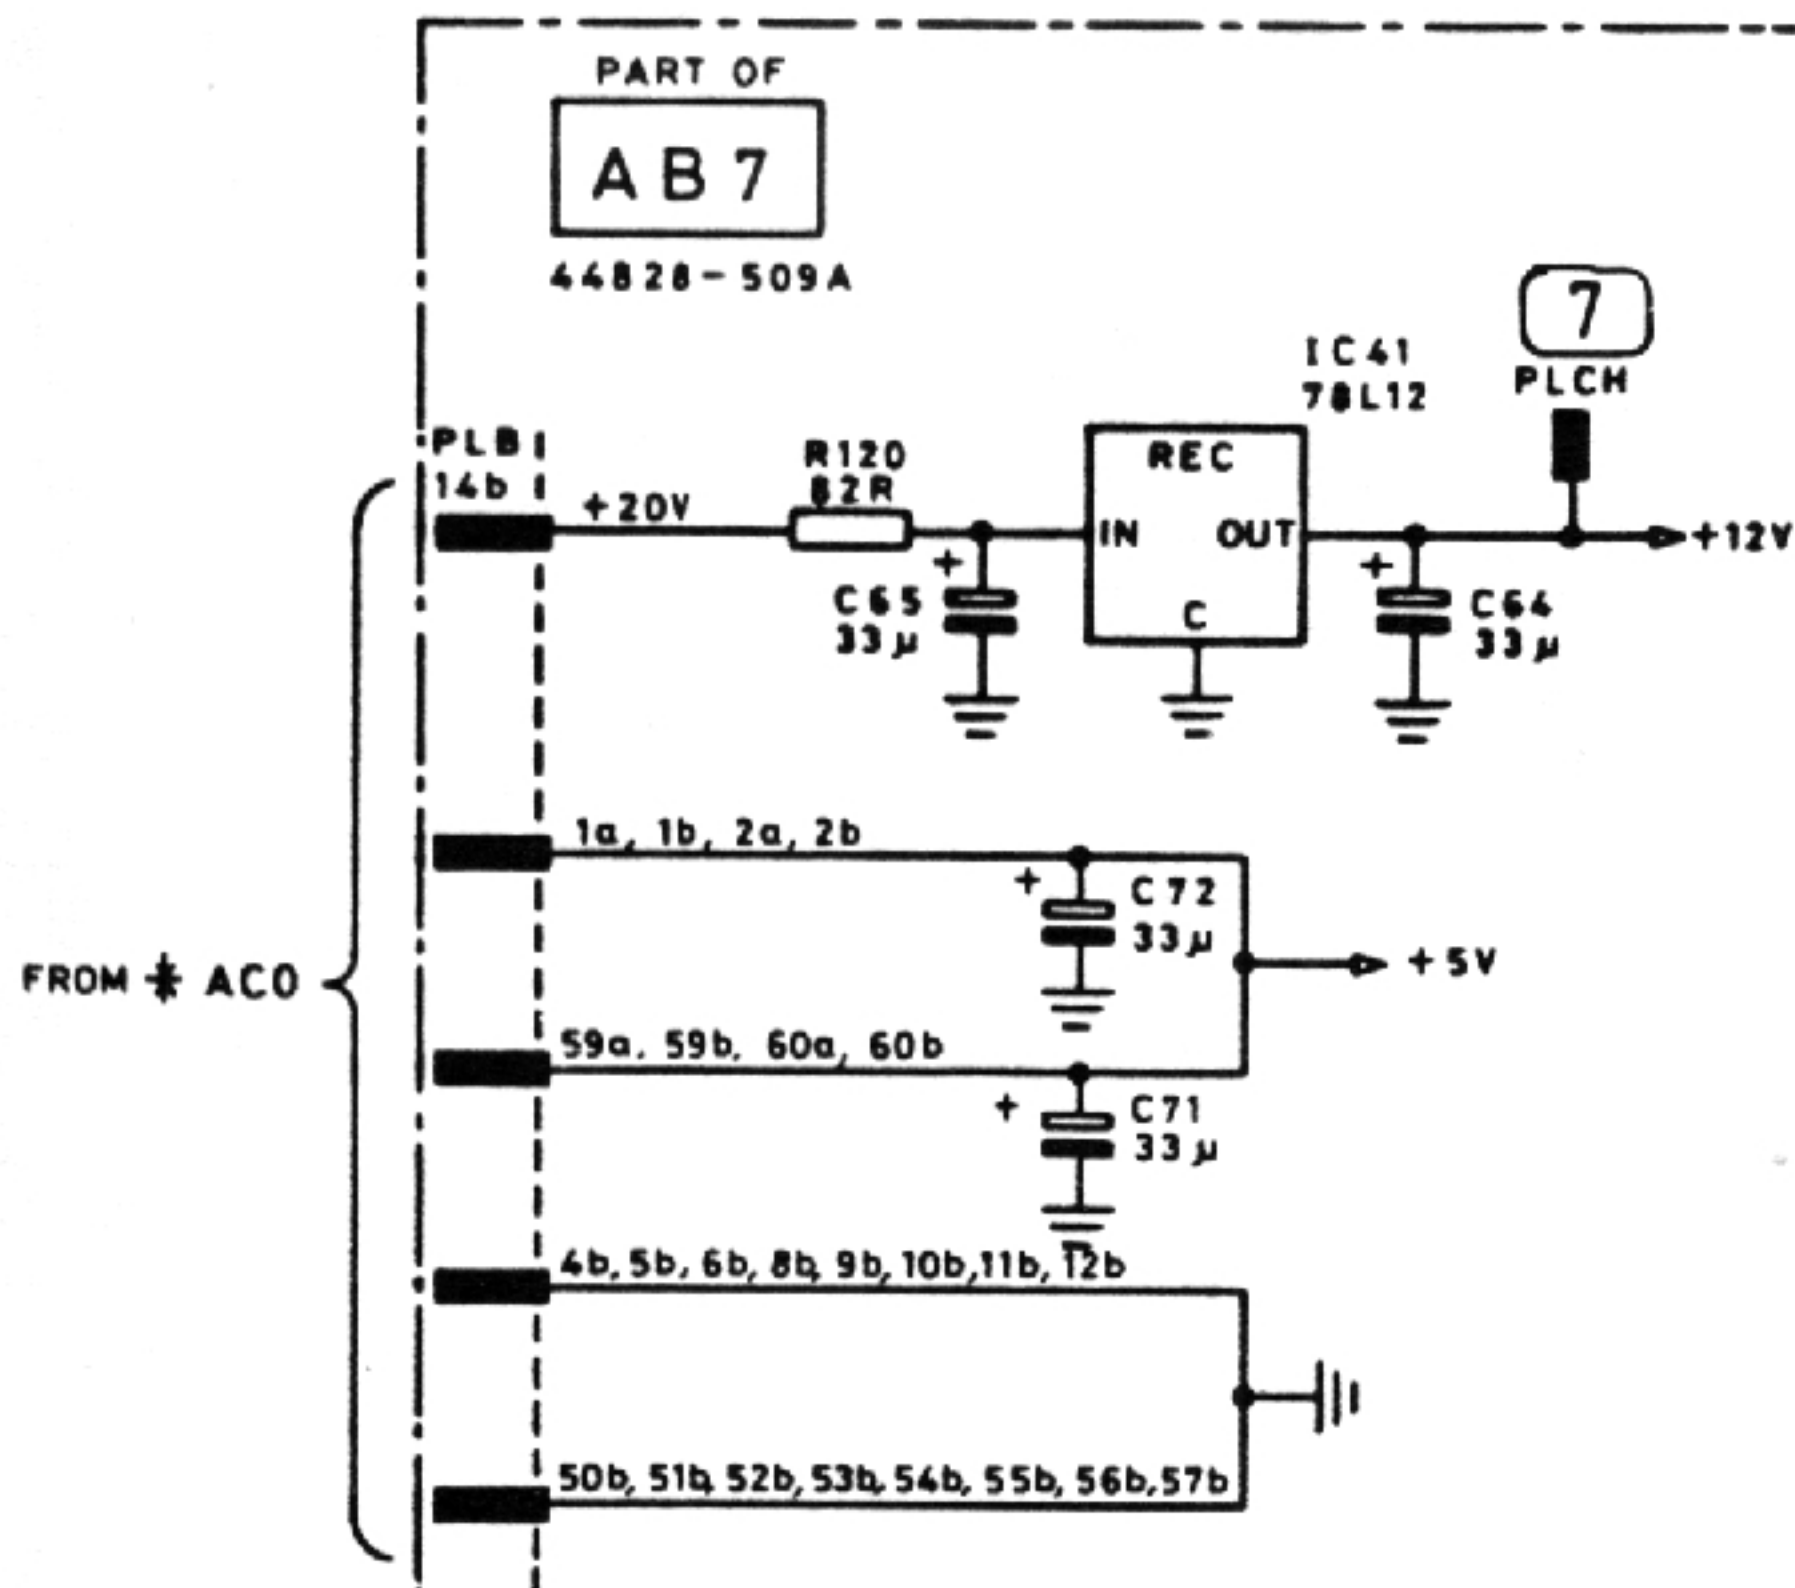 PART OF
AB7
44828-509A
7
PLCH
IC41
78L12
PLB
14b
+20V
R120
82R
REC
IN
OUT
C
+12V
+
C65
33μ
+
C64
33μ
1a, 1b, 2a, 2b
+
C72
33μ
+5V
FROM * AC0
59a, 59b, 60a, 60b
+
C71
33μ
4b, 5b, 6b, 8b, 9b, 10b, 11b, 12b
50b, 51b, 52b, 53b, 54b, 55b, 56b, 57b